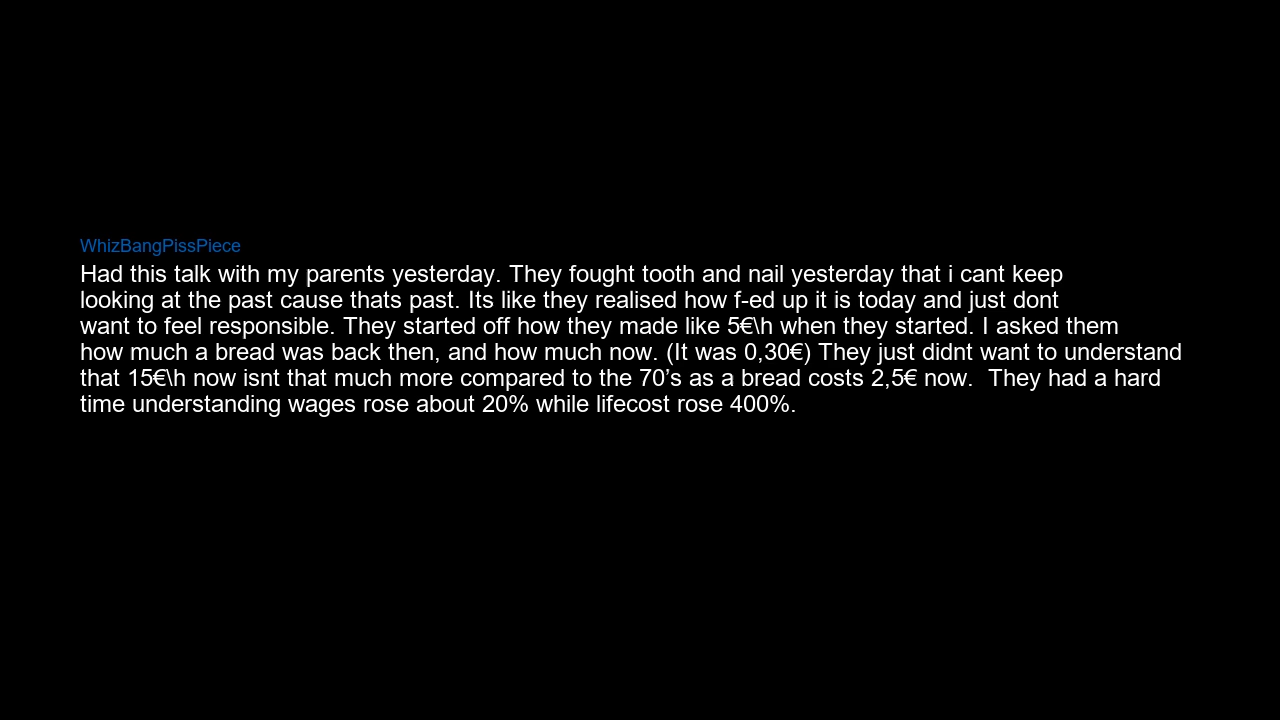 WhizBangPissPiece
Had this talk with my parents yesterday. They fought tooth and nail yesterday that i cant keep
looking at the past cause thats past. Its like they realised how f-ed up it is today and just dont
want to feel responsible. They started off how they made like 5€\h when they started. I asked them
how much a bread was back then, and how much now. (It was 0,30€) They just didnt want to understand
that 15€\h now isnt that much more compared to the 70’s as a bread costs 2,5€ now.  They had a hard
time understanding wages rose about 20% while lifecost rose 400%.